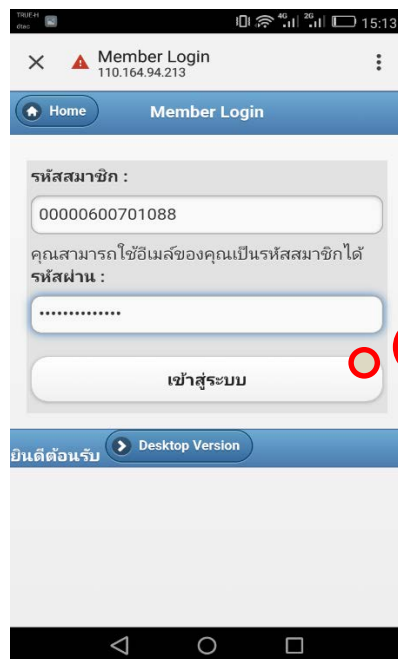 TRUE-H
dtac
4G
2G
15:13
Member Login
110.164.94.213
Home
Member Login
รหัสสมาชิก :
00000600701088
คุณสามารถใช้อีเมล์ของคุณเป็นรหัสสมาชิกได้
รหัสผ่าน :
••••••••••••••
เข้าสู่ระบบ
ยินดีต้อนรับ Desktop Version